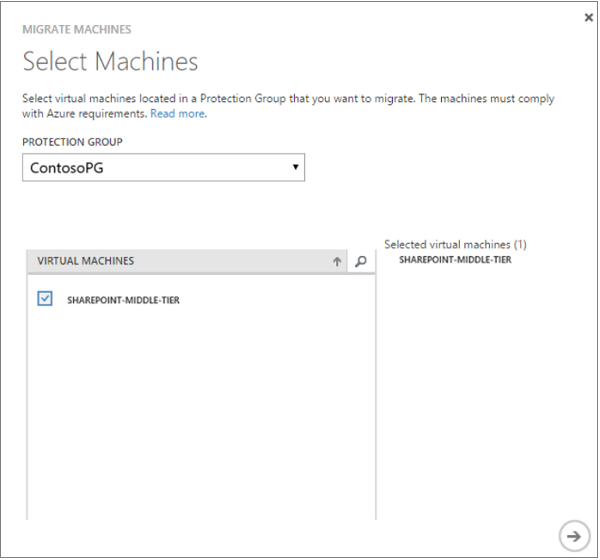 MIGRATE MACHINES
Select Machines
Select virtual machines located in a Protection Group that you want to migrate. The machines must comply
with Azure requirements. Read more.
PROTECTION GROUP
ContosoPG
VIRTUAL MACHINES
SHAREPOINT-MIDDLE-TIER
Selected virtual machines (1)
SHAREPOINT-MIDDLE-TIER